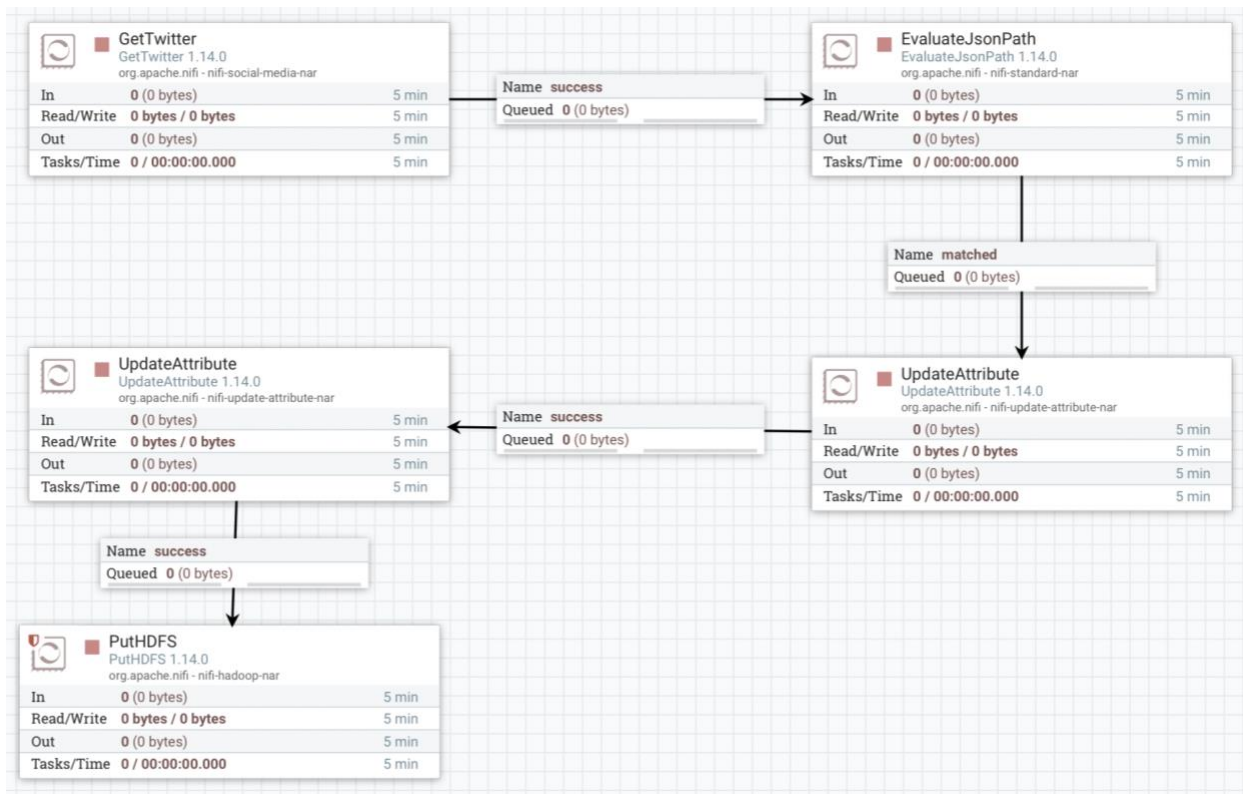 GetTwitter
GetTwitter 1.14.0
org.apache.nifi - nifi-social-media-nar
In 0 (0 bytes) 5 min
Read/Write 0 bytes / 0 bytes 5 min
Out 0 (0 bytes) 5 min
Tasks/Time 0 / 00:00:00.000 5 min
Name success
Queued 0 (0 bytes)
EvaluateJsonPath
EvaluateJsonPath 1.14.0
org.apache.nifi - nifi-standard-nar
In 0 (0 bytes) 5 min
Read/Write 0 bytes / 0 bytes 5 min
Out 0 (0 bytes) 5 min
Tasks/Time 0 / 00:00:00.000 5 min
Name matched
Queued 0 (0 bytes)
UpdateAttribute
UpdateAttribute 1.14.0
org.apache.nifi - nifi-update-attribute-nar
In 0 (0 bytes) 5 min
Read/Write 0 bytes / 0 bytes 5 min
Out 0 (0 bytes) 5 min
Tasks/Time 0 / 00:00:00.000 5 min
Name success
Queued 0 (0 bytes)
UpdateAttribute
UpdateAttribute 1.14.0
org.apache.nifi - nifi-update-attribute-nar
In 0 (0 bytes) 5 min
Read/Write 0 bytes / 0 bytes 5 min
Out 0 (0 bytes) 5 min
Tasks/Time 0 / 00:00:00.000 5 min
Name success
Queued 0 (0 bytes)
PutHDFS
PutHDFS 1.14.0
org.apache.nifi - nifi-hadoop-nar
In 0 (0 bytes) 5 min
Read/Write 0 bytes / 0 bytes 5 min
Out 0 (0 bytes) 5 min
Tasks/Time 0 / 00:00:00.000 5 min